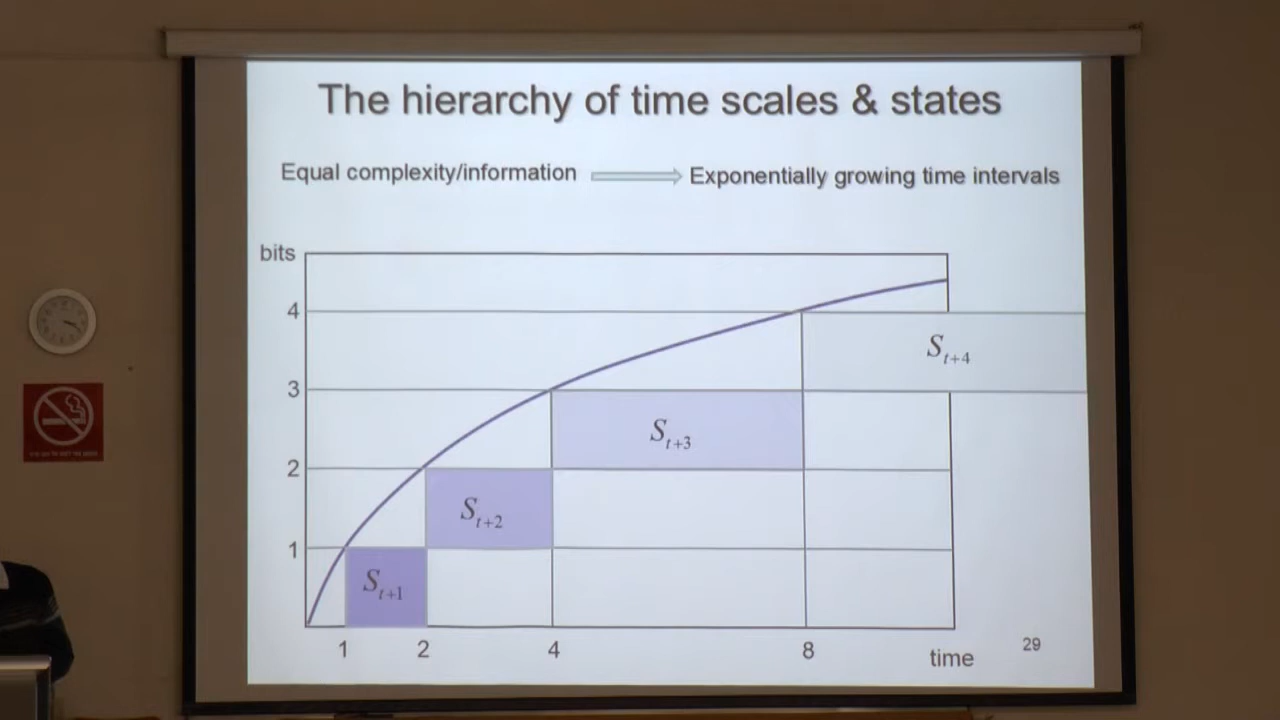 The hierarchy of time scales & states
Equal complexity/information
Exponentially growing time intervals
bits
4
3
2
1
S_{t+4}
S_{t+3}
S_{t+2}
S_{t+1}
1 2 4 8 time
29